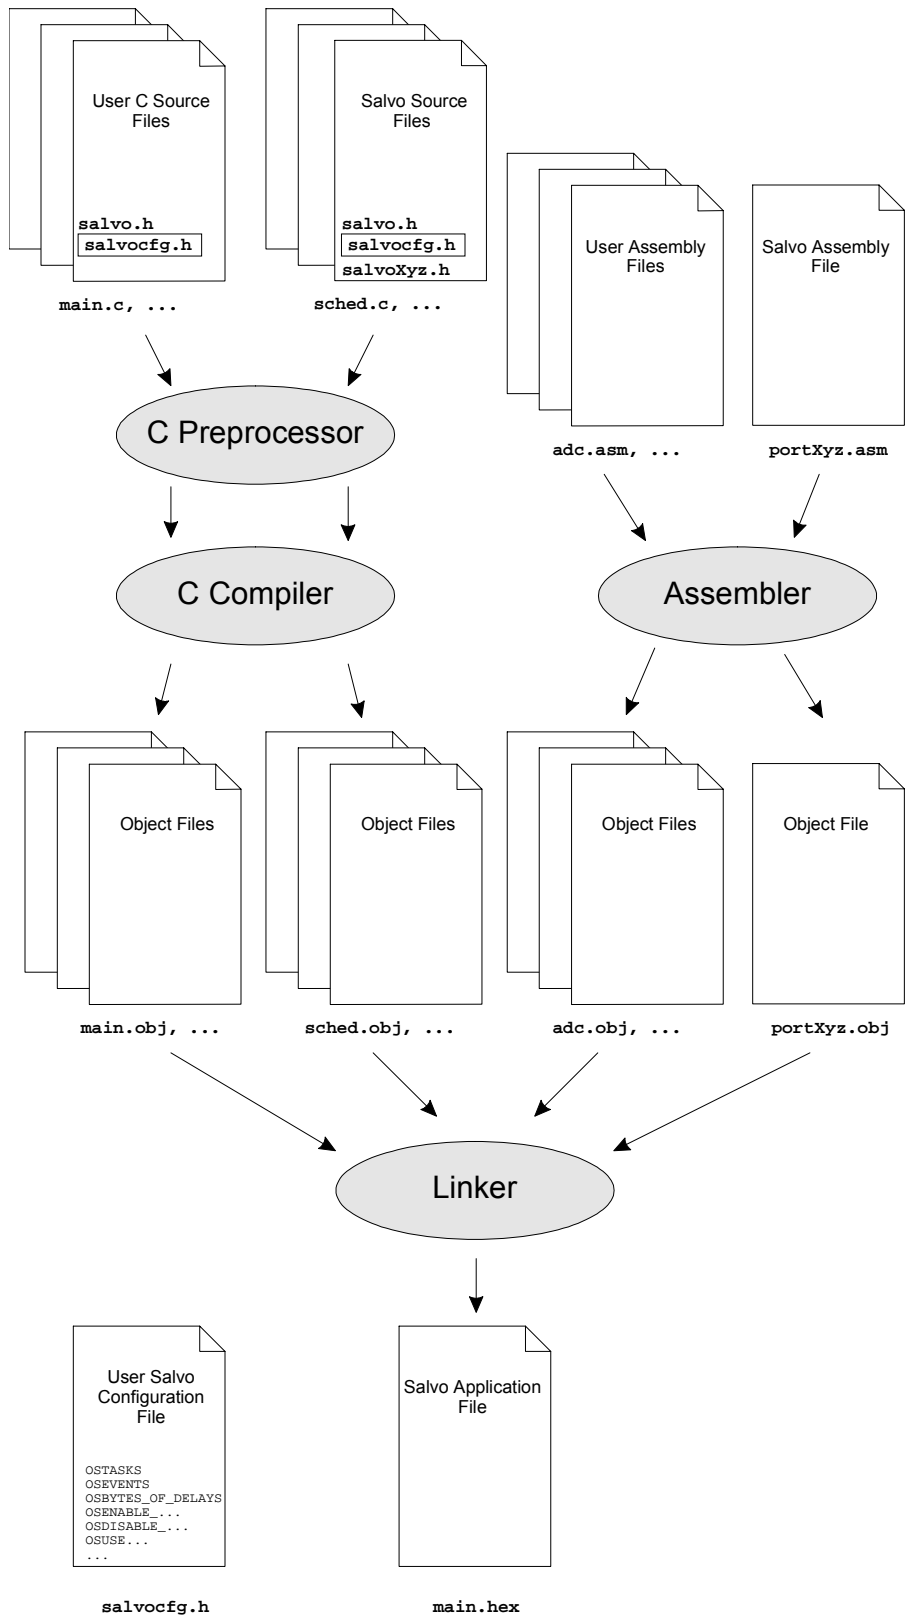 User C Source
Files
salvo.h
salvocfg.h
main.c, ...
Salvo Source
Files
salvo.h
salvocfg.h
salvoXyz.h
sched.c, ...
User Assembly
Files
adc.asm, ...
Salvo Assembly
File
portXyz.asm
C Preprocessor
C Compiler
Assembler
Object Files
main.obj, ...
Object Files
sched.obj, ...
Object Files
adc.obj, ...
Object File
portXyz.obj
Linker
User Salvo
Configuration
File
OSTASKS
OSEVENTS
OSBYTES_OF_DELAYS
OSENABLE_...
OSDISABLE_...
OSUSE...
...
salvocfg.h
Salvo Application
File
main.hex